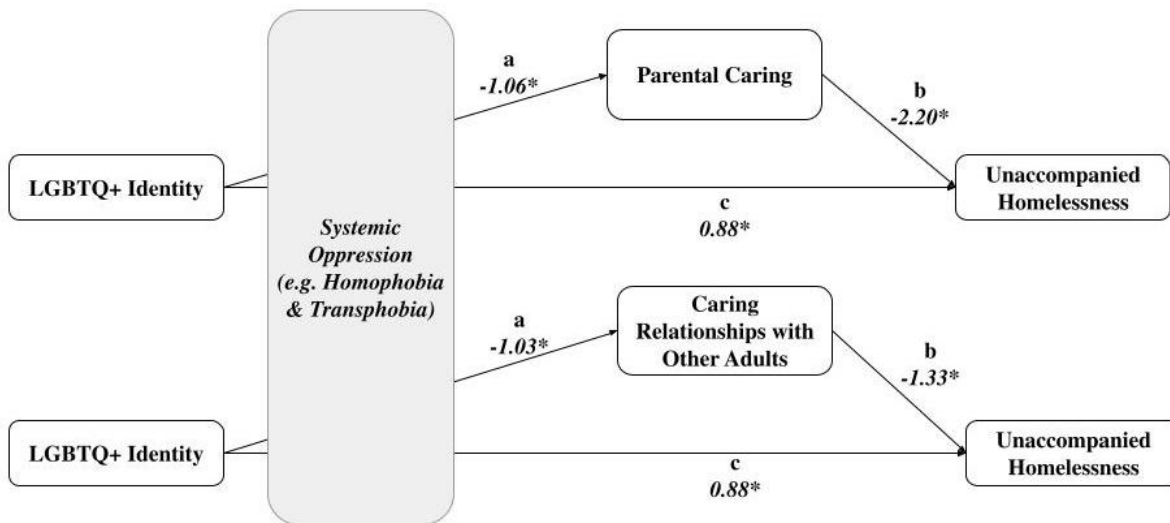 a
-1.06*
Parental Caring
b
-2.20*
LGBTQ+ Identity
Unaccompanied
Homelessness
c
0.88*
Systemic
Oppression
(e.g. Homophobia
& Transphobia)
a
-1.03*
Caring
Relationships with
Other Adults
b
-1.33*
LGBTQ+ Identity
Unaccompanied
Homelessness
c
0.88*